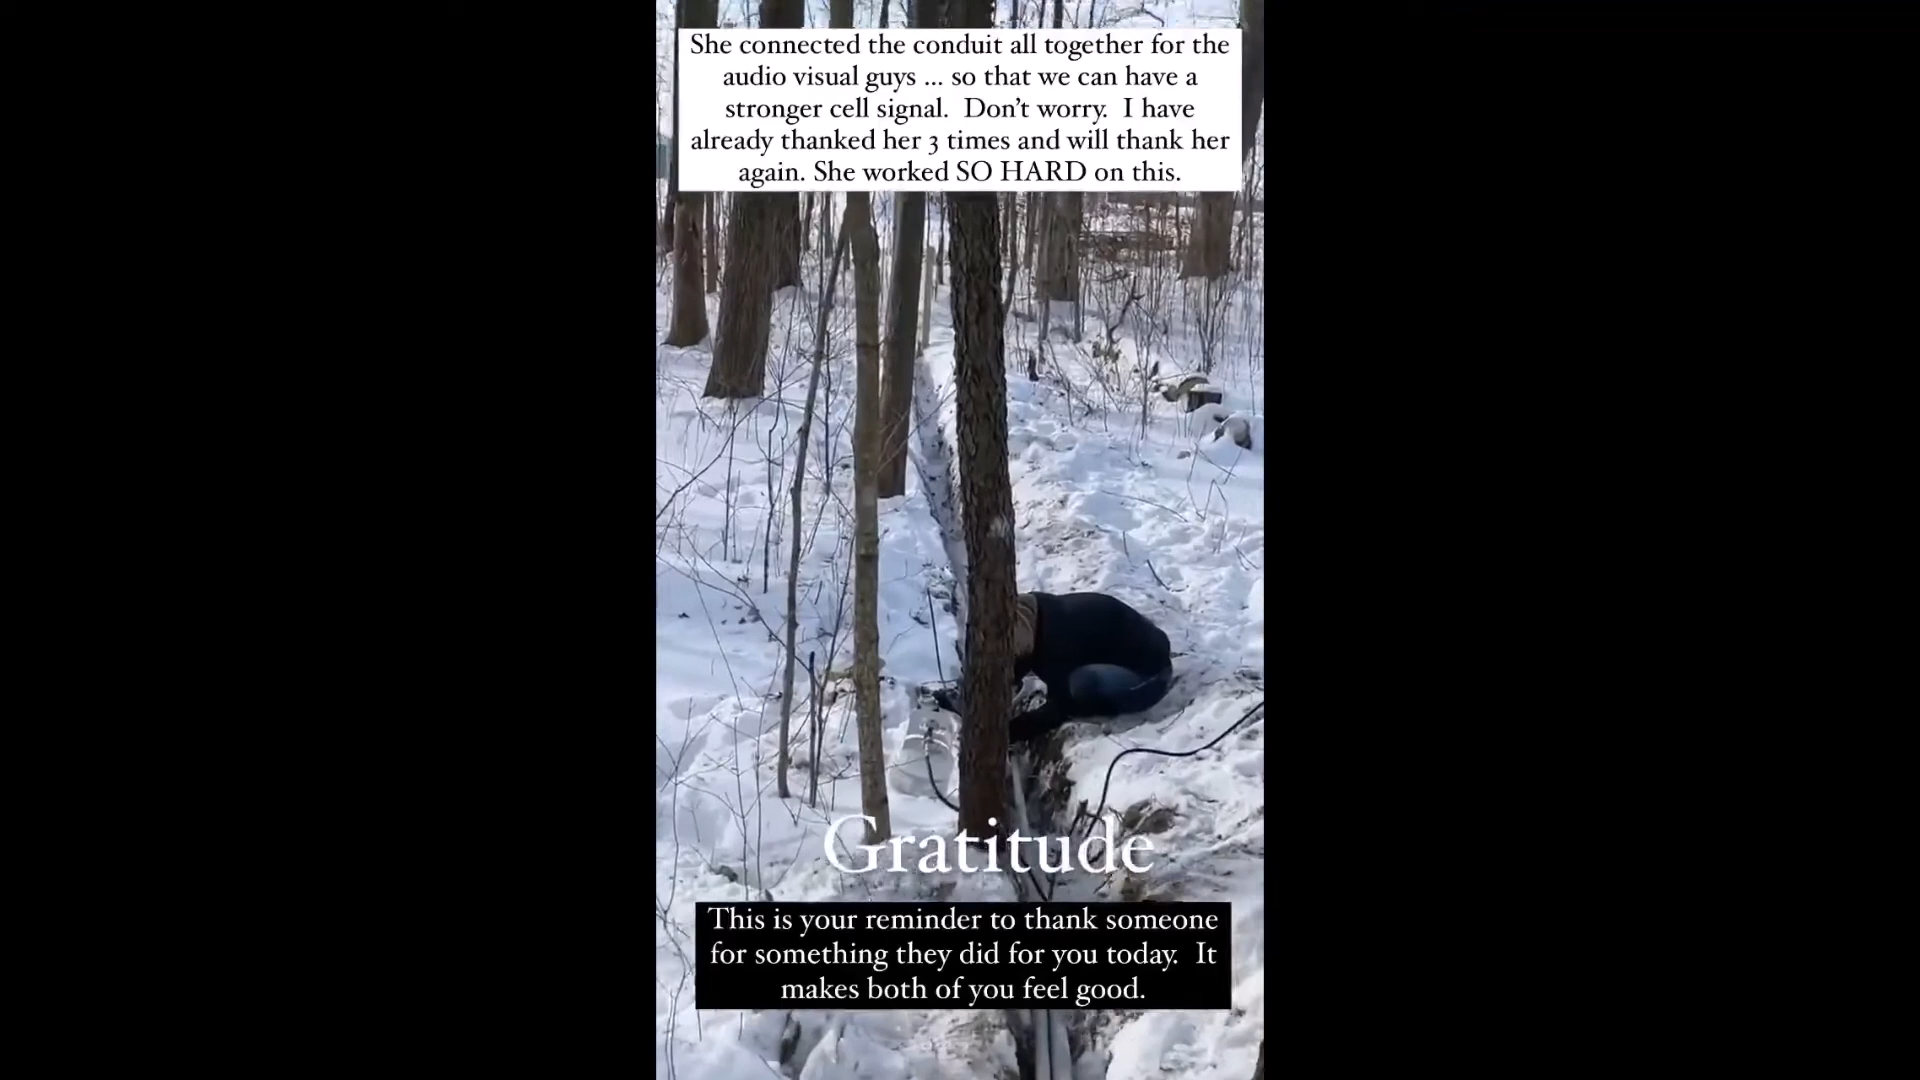 She connected the conduit all together for the
audio visual guys ... so that we can have a
stronger cell signal.  Don't worry.  I have
already thanked her 3 times and will thank her
again. She worked SO HARD on this.
Gratitude
This is your reminder to thank someone
for something they did for you today.  It
makes both of you feel good.